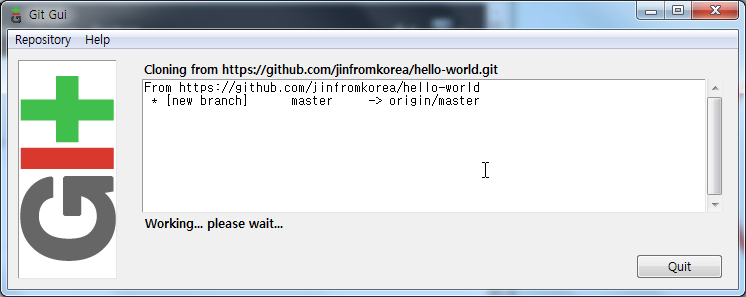 Git Gui
Repository Help
GIT
Cloning from https://github.com/jinfromkorea/hello-world.git
From https://github.com/jinfromkorea/hello-world
 * [new branch]      master     -> origin/master
Working... please wait...
Quit